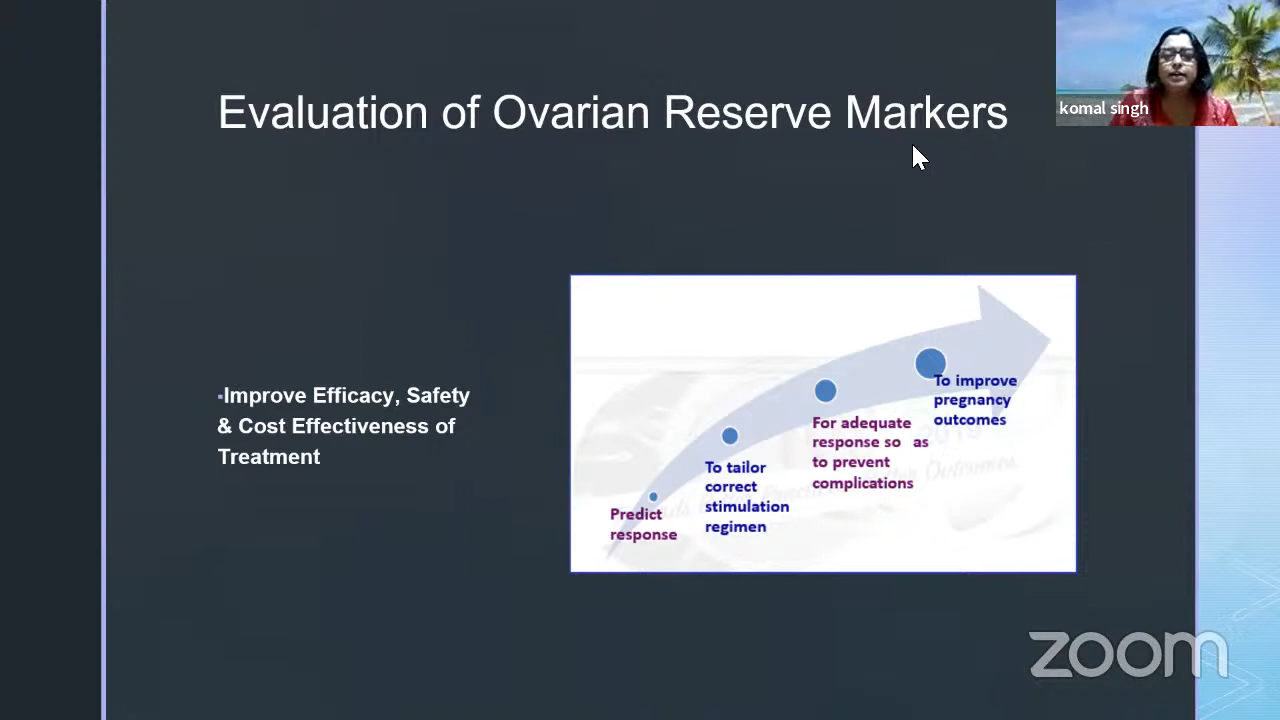 Evaluation of Ovarian Reserve Markers
komal singh
▪Improve Efficacy, Safety
& Cost Effectiveness of
Treatment
Predict
response
To tailor
correct
stimulation
regimen
For adequate
response so as
to prevent
complications
To improve
pregnancy
outcomes
zoom